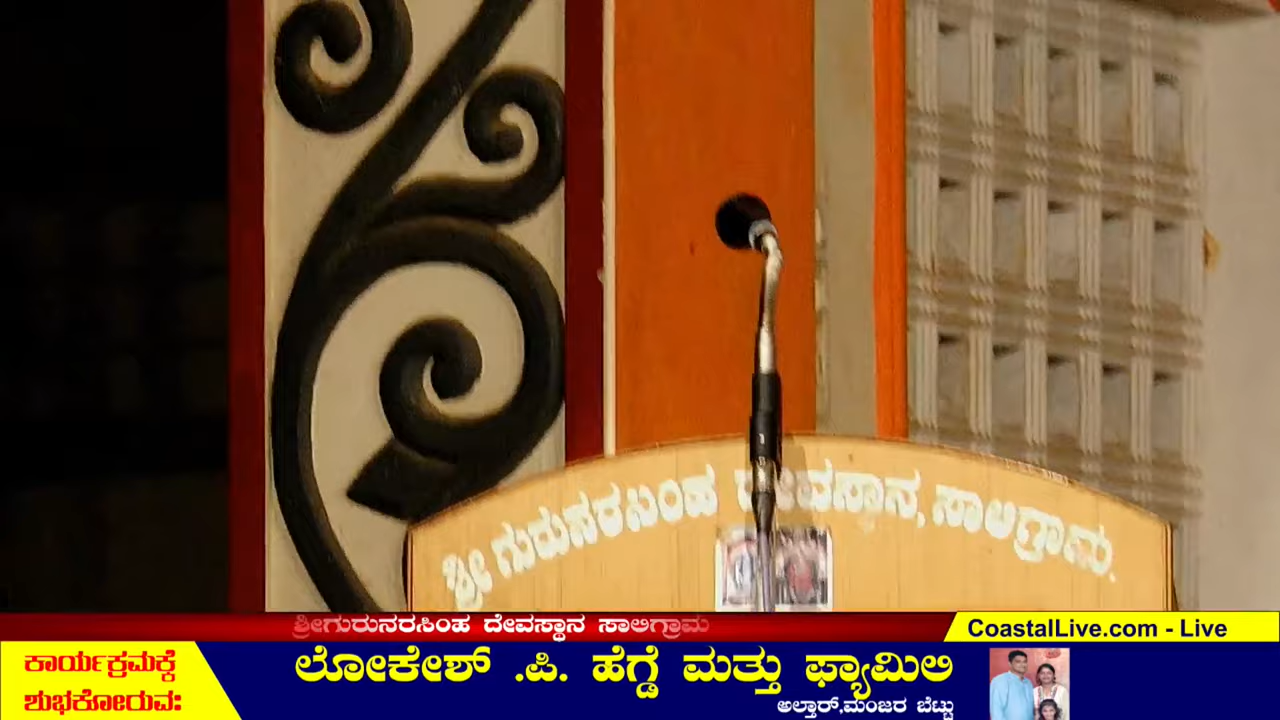 ಶ್ರೀ ಗುರುನರಸಿಂಹ ದೇವಸ್ಥಾನ, ಸಾಲಿಗ್ರಾಮ.
ಶ್ರೀಗುರುನರಸಿಂಹ ದೇವಸ್ಥಾನ ಸಾಲಿಗ್ರಾಮ
CoastalLive.com - Live
ಕಾರ್ಯಕ್ರಮಕ್ಕೆ
ಶುಭಕೋರುವ:
ಲೋಕೇಶ್ .ಪಿ. ಹೆಗ್ಡೆ ಮತ್ತು ಫ್ಯಾಮಿಲಿ
ಅಲ್ತಾರ್,ಮಂಜರ ಬೆಟ್ಟು